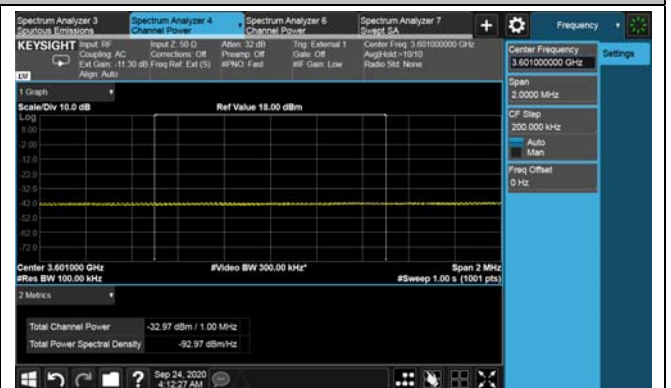 Spectrum Analyzer 3
Spurious Emissions
Spectrum Analyzer 4
Channel Power
Spectrum Analyzer 6
Channel Power
Spectrum Analyzer 7
Swept SA
+
Frequency
KEYSIGHT
Input: RF
Coupling: AC
Ext Gain: -11.30 dB
Align: Auto
Input Z: 50 Ω
Corrections: Off
Freq Ref: Ext (S)
Atten: 32 dB
Preamp: Off
#PNO: Fast
Trig: External 1
Gate: Off
#IF Gain: Low
Center Freq: 3.601000000 GHz
Avg|Hold:>10/10
Radio Std: None
LXI
Center Frequency
3.601000000 GHz
Settings
Span
2.0000 MHz
CF Step
200.000 kHz
Auto
Man
Freq Offset
0 Hz
1 Graph
Scale/Div 10.0 dB
Ref Value 18.00 dBm
Log
8.00
-2.00
-12.0
-22.0
-32.0
-42.0
-52.0
-62.0
-72.0
Center 3.601000 GHz
#Video BW 300.00 kHz*
Span 2 MHz
#Res BW 100.00 kHz
#Sweep 1.00 s (1001 pts)
2 Metrics
Total Channel Power
-32.97 dBm / 1.00 MHz
Total Power Spectral Density
-92.97 dBm/Hz
?
Sep 24, 2020
4:12:27 AM